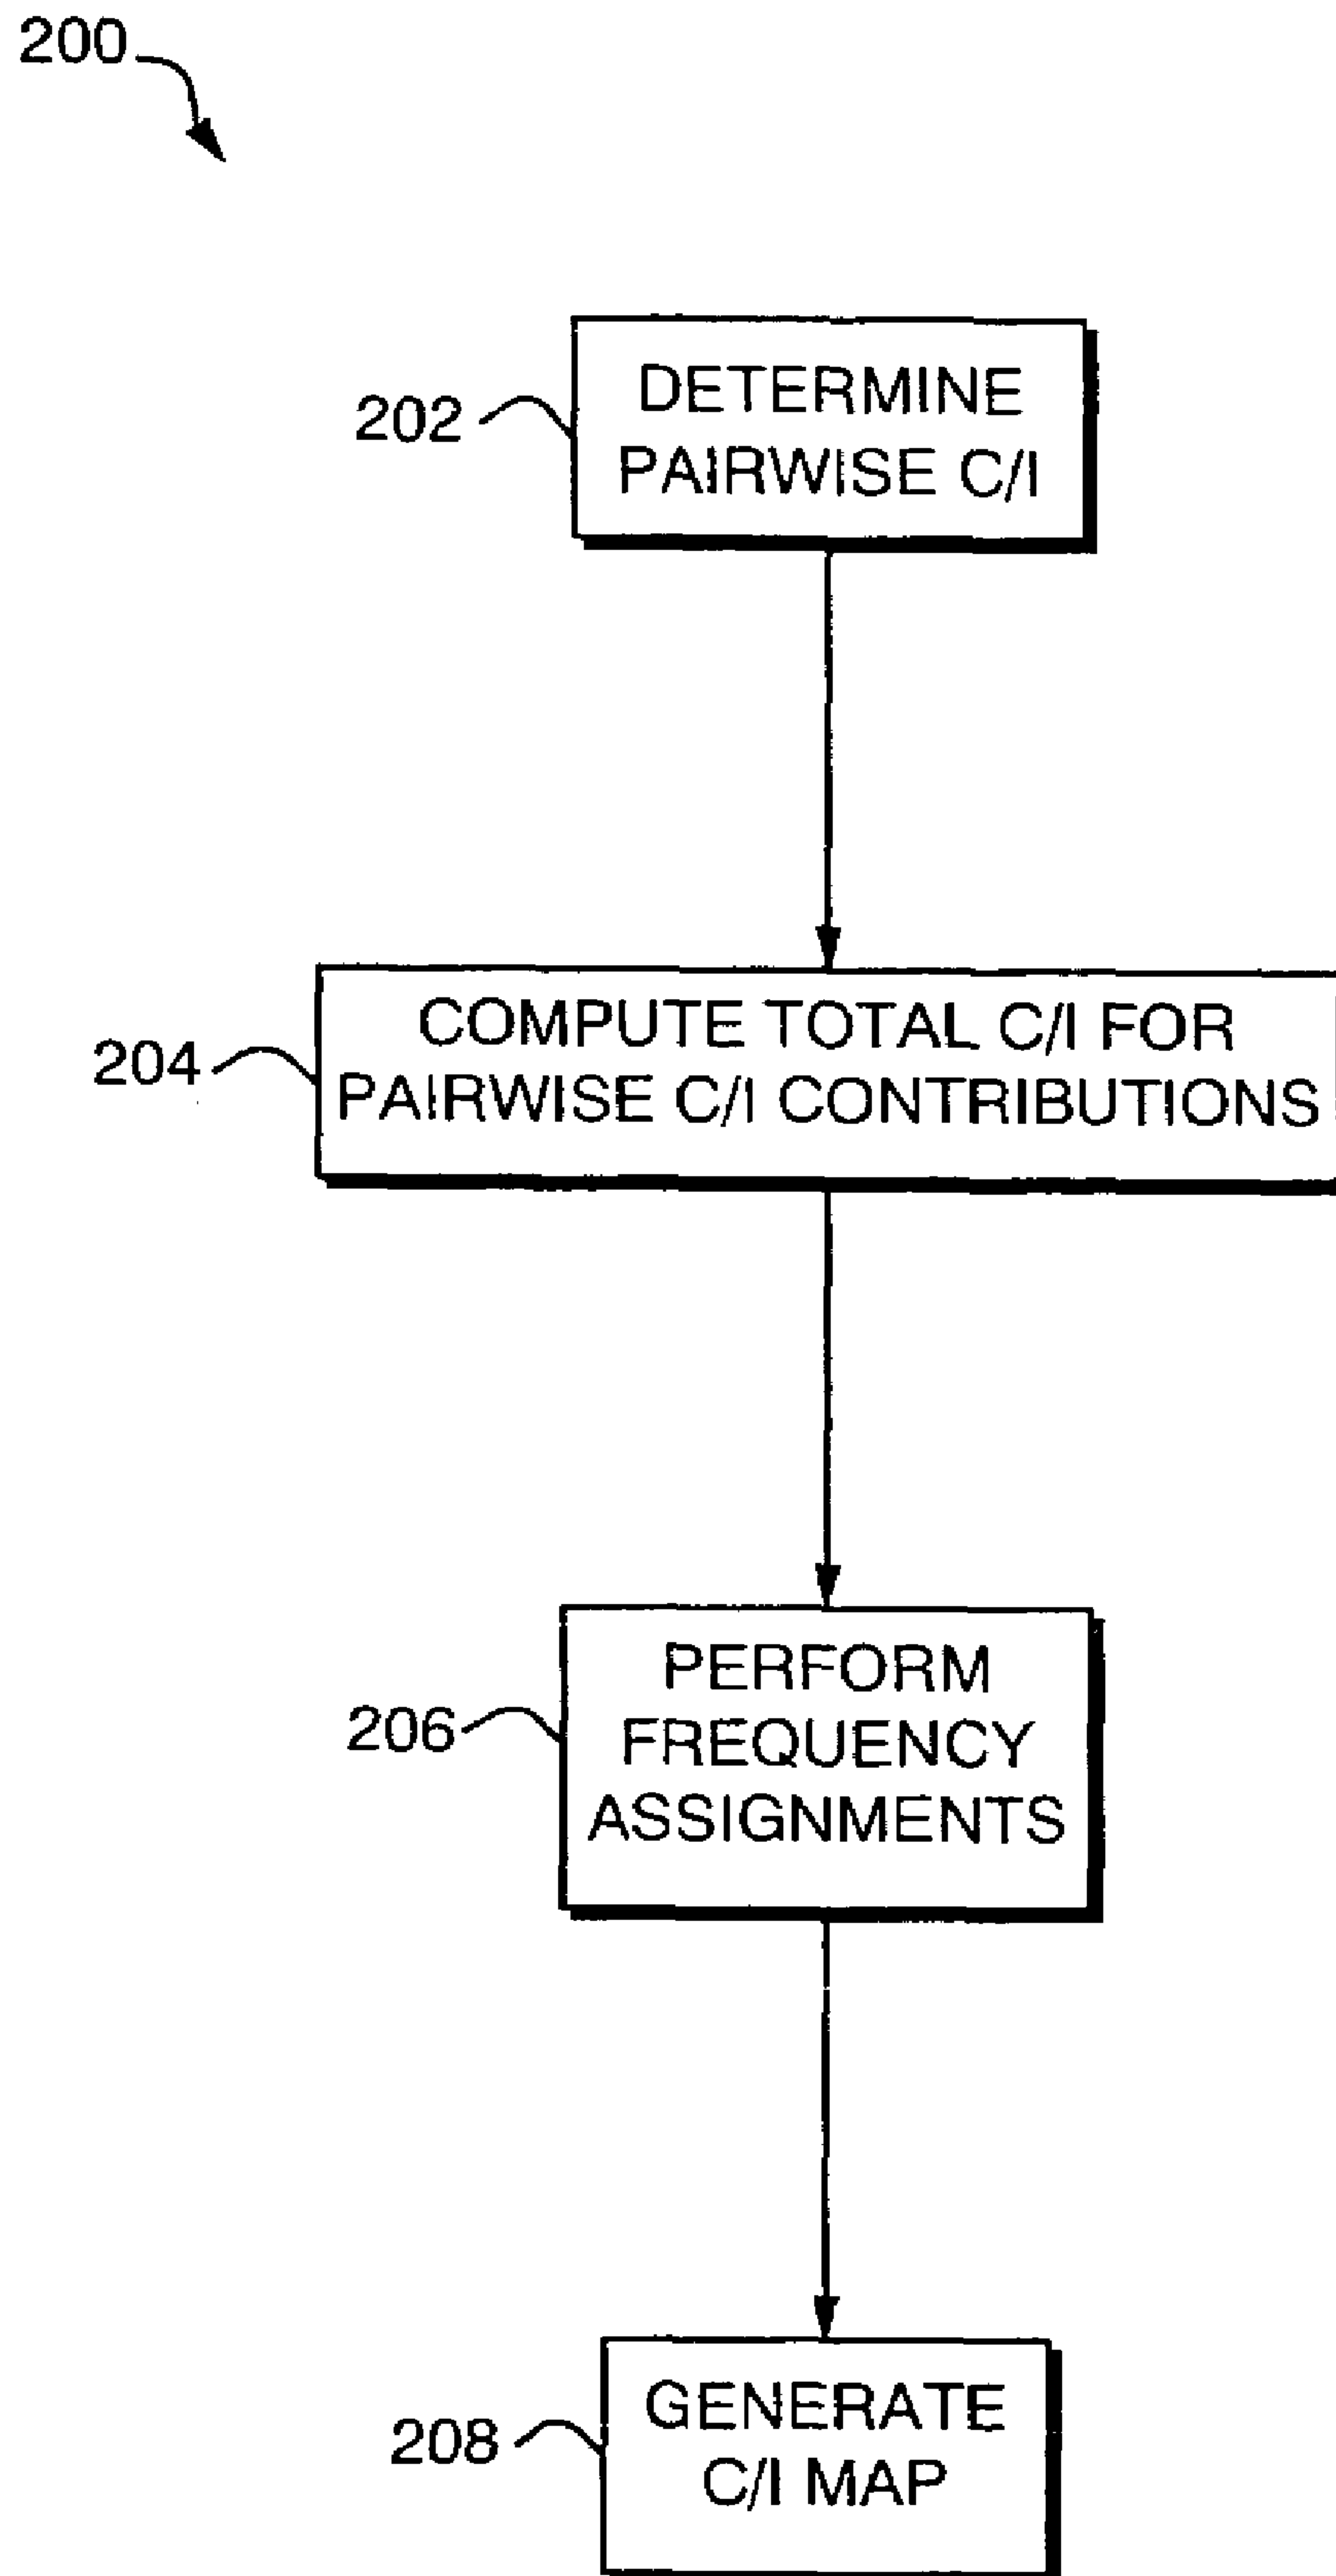 200
202
DETERMINE
PAIRWISE C/I
204
COMPUTE TOTAL C/I FOR
PAIRWISE C/I CONTRIBUTIONS
206
PERFORM
FREQUENCY
ASSIGNMENTS
208
GENERATE
C/I MAP